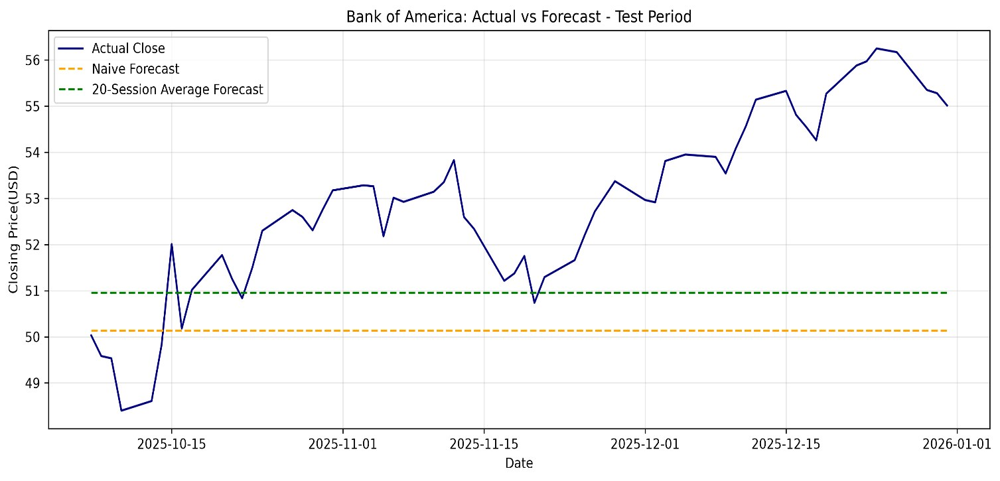 Bank of America: Actual vs Forecast - Test Period
Actual Close
Naive Forecast
20-Session Average Forecast
Closing Price(USD)
56
55
54
53
52
51
50
49
2025-10-15
2025-11-01
2025-11-15
2025-12-01
2025-12-15
2026-01-01
Date